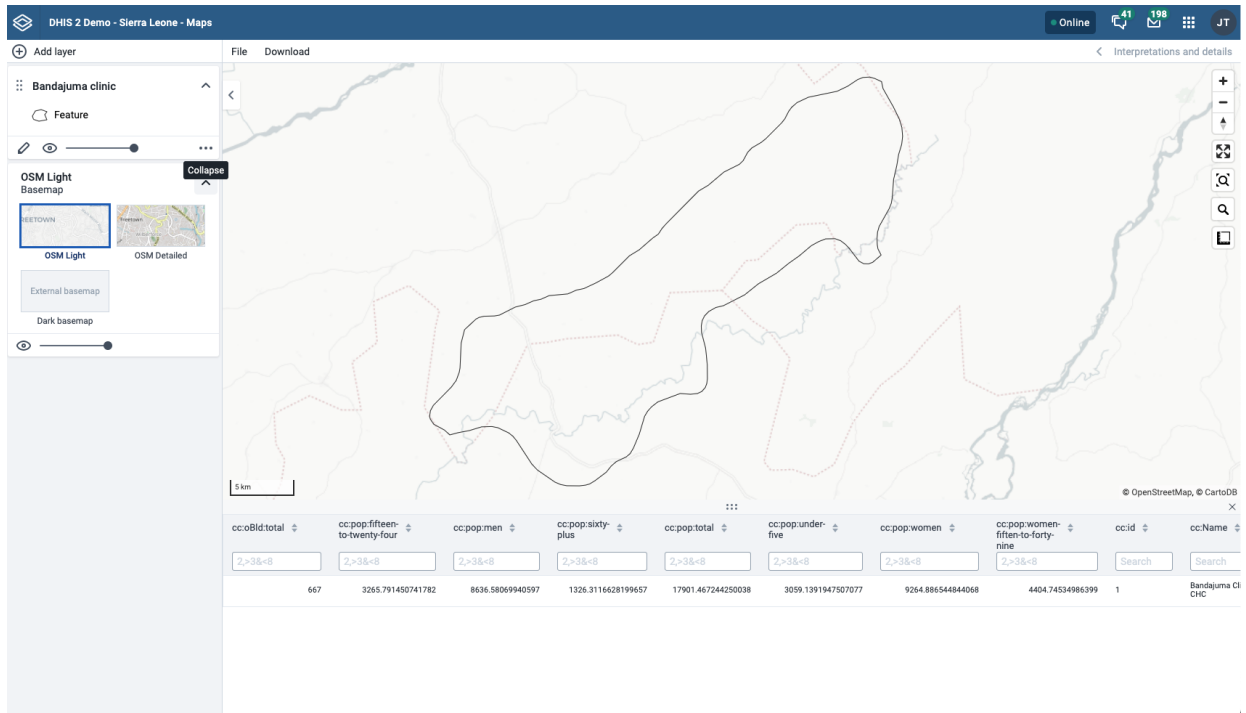 DHIS 2 Demo - Sierra Leone - Maps
Online
41
198
JT
Add layer
File
Download
Interpretations and details
Bandajuma clinic
Feature
Collapse
OSM Light
Basemap
Freetown
OSM Light
OSM Detailed
External basemap
Dark basemap
5 km
© OpenStreetMap, © CartoDB
cc:oBld:total
cc:pop:fifteen-
to-twenty-four
cc:pop:men
cc:pop:sixty-
plus
cc:pop:total
cc:pop:under-
five
cc:pop:women
cc:pop:women-
fiften-to-forty-
nine
cc:id
cc:Name
2,>3&<8
2,>3&<8
2,>3&<8
2,>3&<8
2,>3&<8
2,>3&<8
2,>3&<8
2,>3&<8
Search
Search
667
3265.791450741782
8636.58069940597
1326.3116628199657
17901.467244250038
3059.1391947507077
9264.886544844068
4404.74534986399
1
Bandajuma Cli
CHC